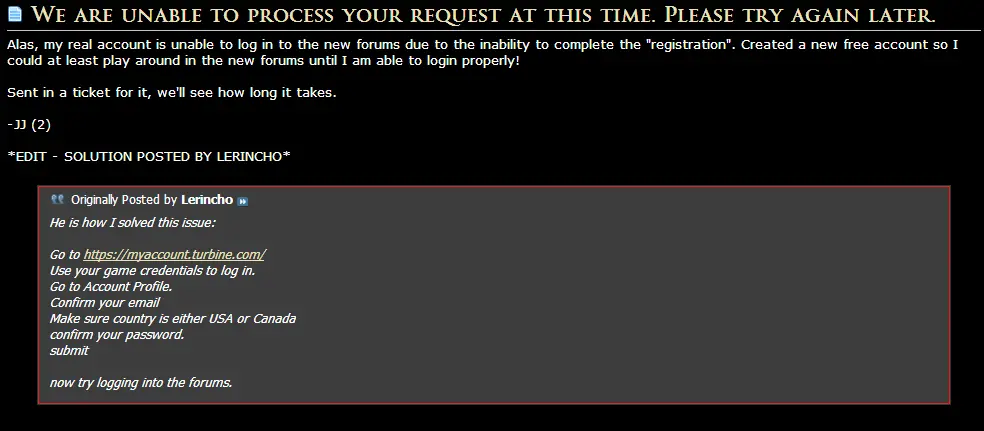 We are unable to process your request at this time. Please try again later.
Alas, my real account is unable to log in to the new forums due to the inability to complete the "registration". Created a new free account so I
could at least play around in the new forums until I am able to login properly!
Sent in a ticket for it, we'll see how long it takes.
-JJ (2)
*EDIT - SOLUTION POSTED BY LERINCHO*
Originally Posted by Lerincho
He is how I solved this issue:
Go to https://myaccount.turbine.com/
Use your game credentials to log in.
Go to Account Profile.
Confirm your email
Make sure country is either USA or Canada
confirm your password.
submit
now try logging into the forums.